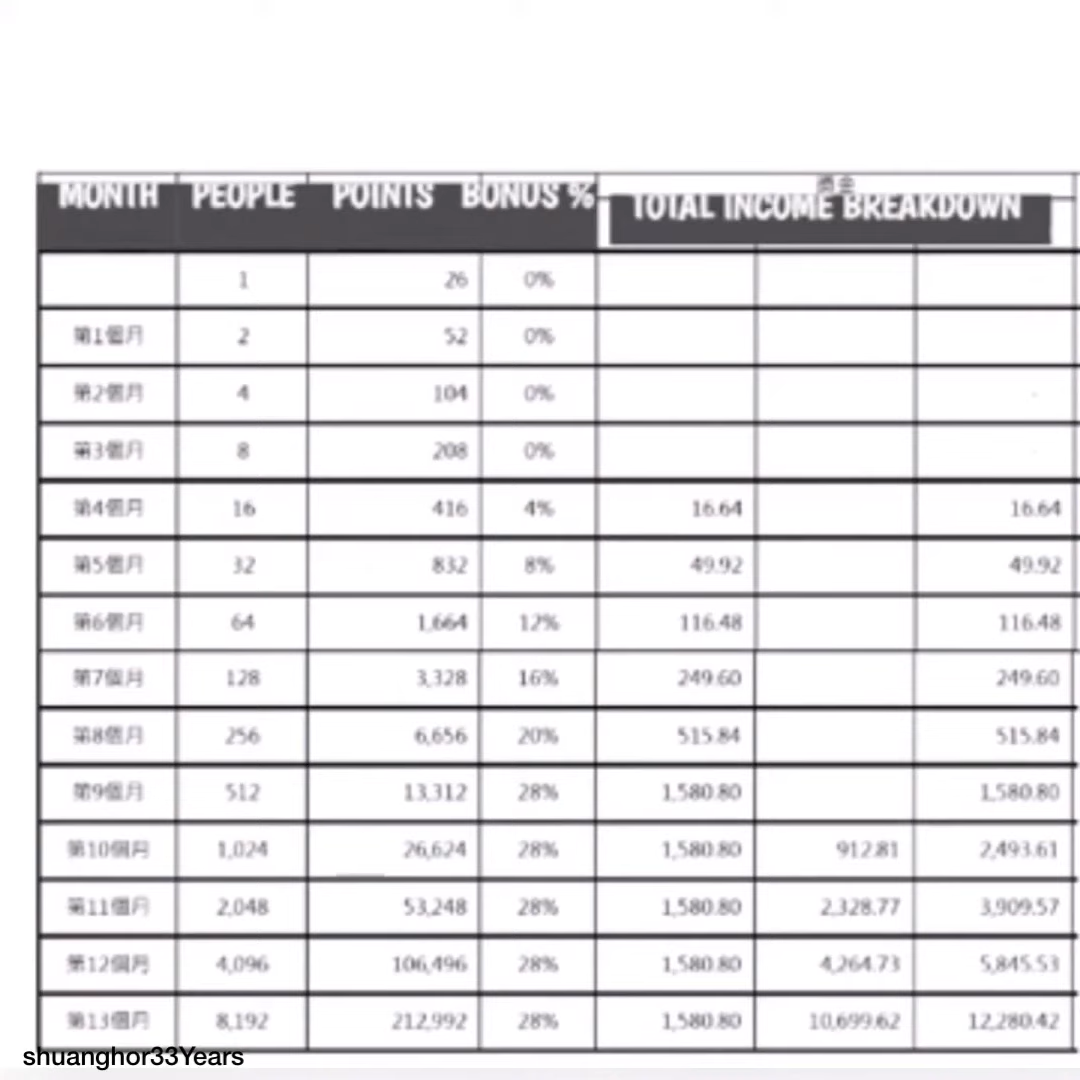 MONTH PEOPLE POINTS BONUS % TOTAL INCOME BREAKDOWN
1 26 0%
第1個月 2 52 0%
第2個月 4 104 0%
第3個月 8 208 0%
第4個月 16 416 4% 16.64 16.64
第5個月 32 832 8% 49.92 49.92
第6個月 64 1,664 12% 116.48 116.48
第7個月 128 3,328 16% 249.60 249.60
第8個月 256 6,656 20% 515.84 515.84
第9個月 512 13,312 28% 1,580.80 1,580.80
第10個月 1,024 26,624 28% 1,580.80 912.81 2,493.61
第11個月 2,048 53,248 28% 1,580.80 2,328.77 3,909.57
第12個月 4,096 106,496 28% 1,580.80 4,264.73 5,845.53
第13個月 8,192 212,992 28% 1,580.80 10,699.62 12,280.42
shuanghor33Years